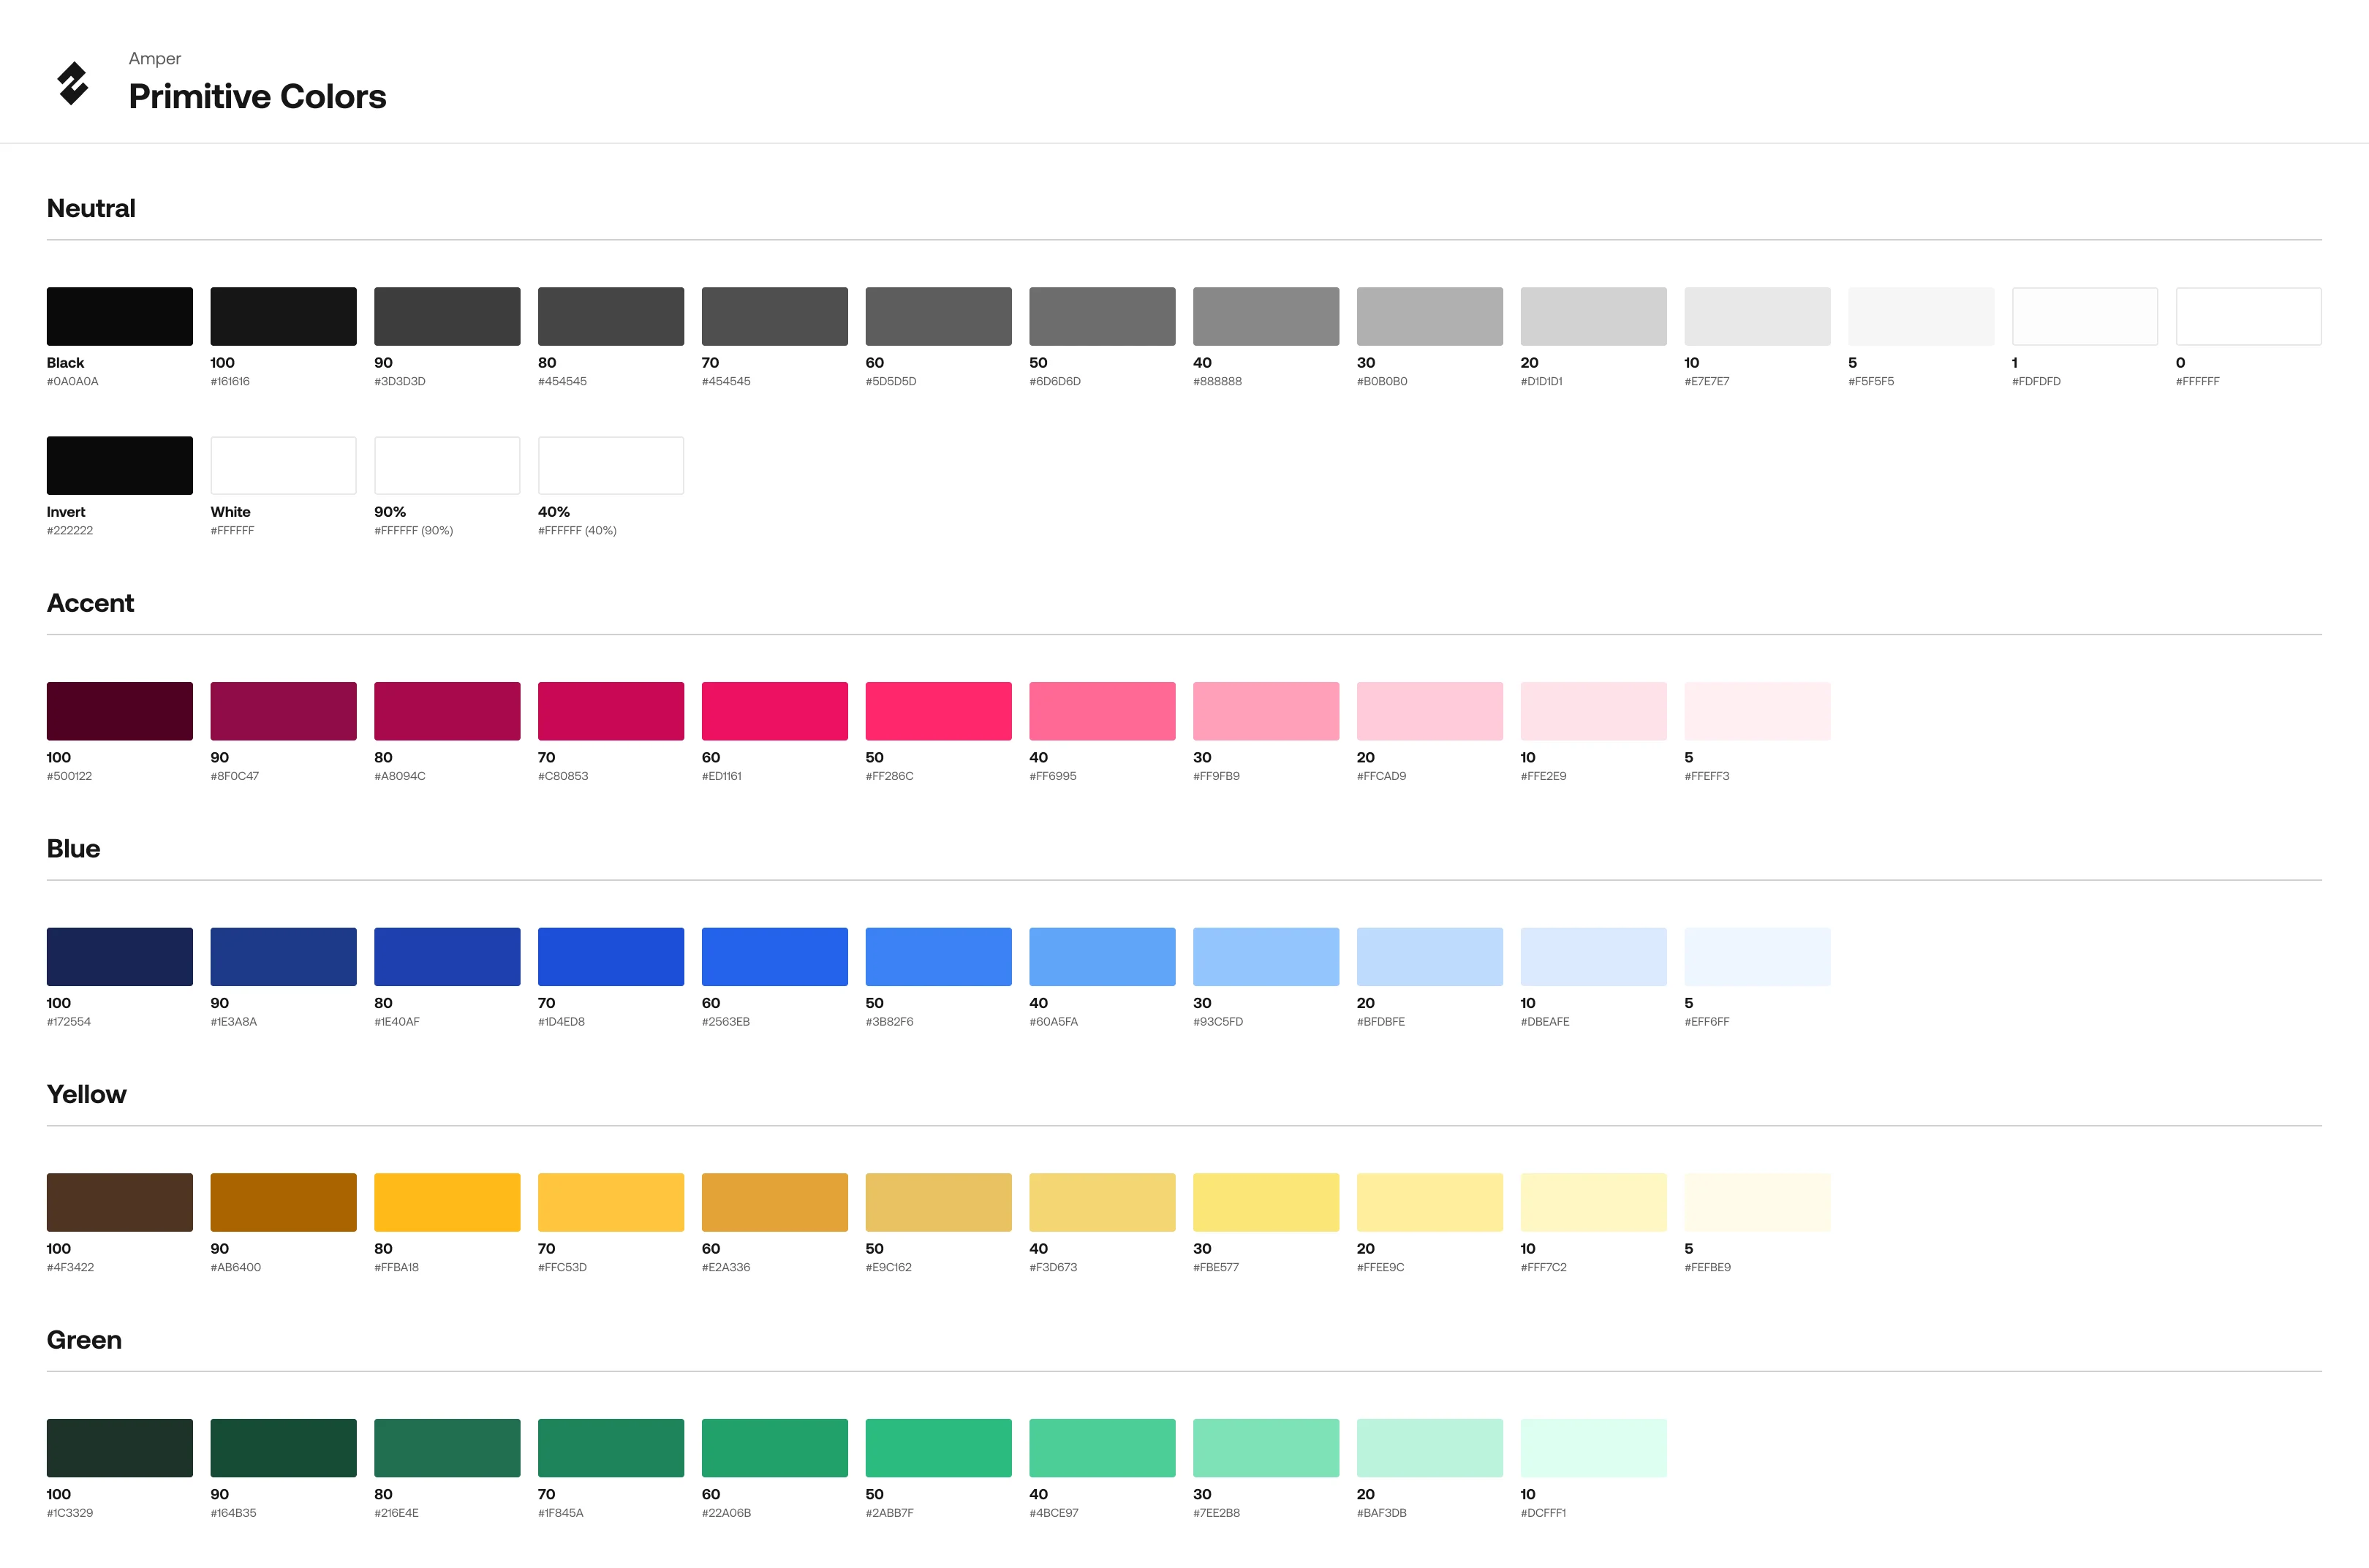 Amper
Primitive Colors
Neutral
Black 100 90 80 70 60 50 40 30 20 10 5 1 0
#0A0A0A #161616 #3D3D3D #454545 #454545 #5D5D5D #6D6D6D #888888 #B0B0B0 #D1D1D1 #E7E7E7 #F5F5F5 #FDFDFD #FFFFFF
Invert White 90% 40%
#222222 #FFFFFF #FFFFFF (90%) #FFFFFF (40%)
Accent
100 90 80 70 60 50 40 30 20 10 5
#500122 #8F0C47 #A8094C #C80853 #ED1161 #FF286C #FF6995 #FF9FB9 #FFCAD9 #FFE2E9 #FFEFF3
Blue
100 90 80 70 60 50 40 30 20 10 5
#172554 #1E3A8A #1E40AF #1D4ED8 #2563EB #3B82F6 #60A5FA #93C5FD #BFDBFE #DBEAFE #EFF6FF
Yellow
100 90 80 70 60 50 40 30 20 10 5
#4F3422 #AB6400 #FFBA18 #FFC53D #E2A336 #E9C162 #F3D673 #FBE577 #FFEE9C #FFF7C2 #FEFBE9
Green
100 90 80 70 60 50 40 30 20 10
#1C3329 #164B35 #216E4E #1F845A #22A06B #2ABB7F #4BCE97 #7EE2B8 #BAF3DB #DCFFF1